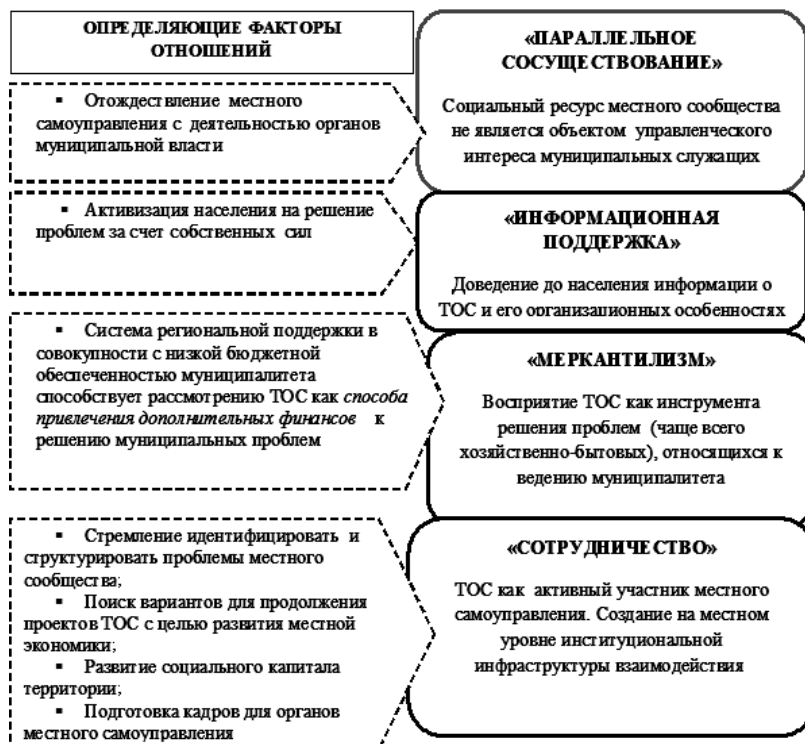 ОПРЕДЕЛЯЮЩИЕ ФАКТОРЫ
ОТНОШЕНИЙ
«ПАРАЛЛЕЛЬНОЕ
СОСУЩЕСТВОВАНИЕ»
▪ Отождествление местного
самоуправления с деятельностью органов
муниципальной власти
Социальный ресурс местного сообщества
не является объектом управленческого
интереса муниципальных служащих
▪ Активизация населения на решение
проблем за счет собственных сил
«ИНФОРМАЦИОННАЯ
ПОДДЕРЖКА»
Доведение до населения информации о
ТОС и его организационных особенностях
▪ Система региональной поддержки в
совокупности с низкой бюджетной
обеспеченностью муниципалитета
способствует рассмотрению ТОС как способа
привлечения дополнительных финансов к
решению муниципальных проблем
«МЕРКАНТИЛИЗМ»
Восприятие ТОС как инструмента
решения проблем (чаще всего
хозяйственно-бытовых), относящихся к
ведению муниципалитета
▪ Стремление идентифицировать и
структурировать проблемы местного
сообщества;
▪ Поиск вариантов для продолжения
проектов ТОС с целью развития местной
экономики;
▪ Развитие социального капитала
территории;
▪ Подготовка кадров для органов
местного самоуправления
«СОТРУДНИЧЕСТВО»
ТОС как активный участник местного
самоуправления. Создание на местном
уровне институциональной
инфраструктуры взаимодействия